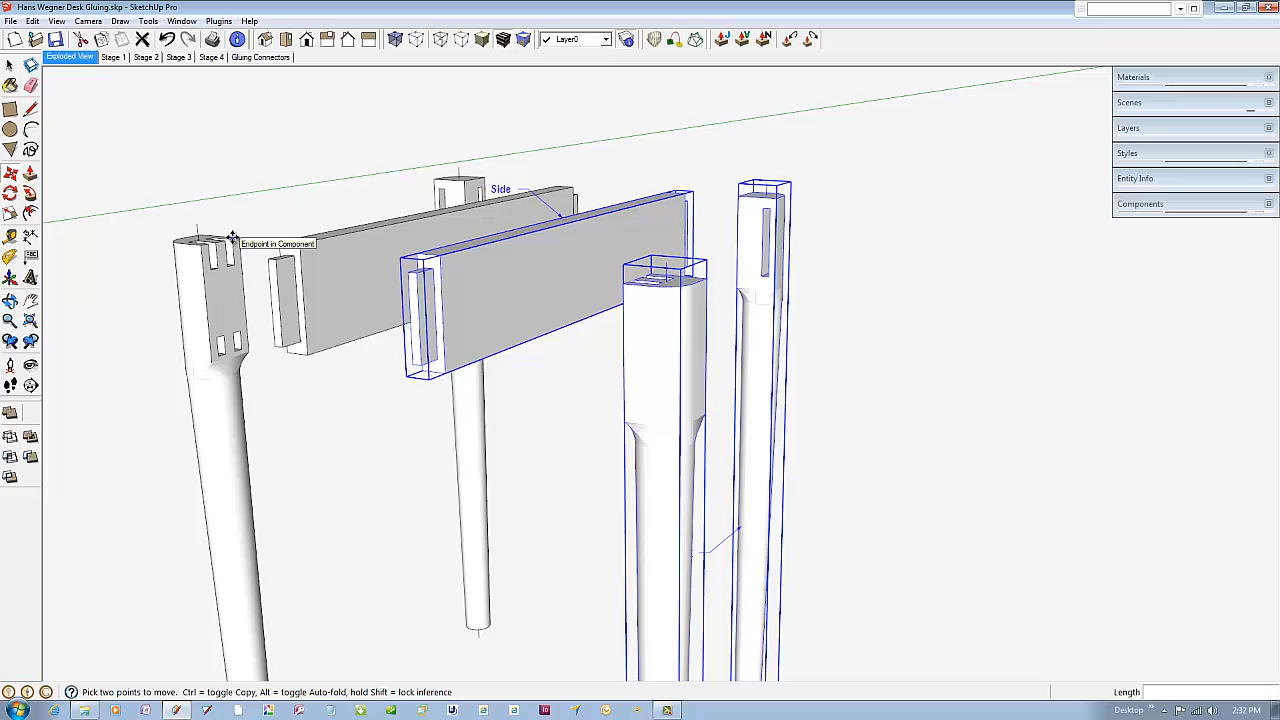 Hans Wegner Desk Gluing.skp - SketchUp Pro
File Edit View Camera Draw Tools Window Plugins Help
Layer0
Exploded View Stage 1 Stage 2 Stage 3 Stage 4 Gluing Connectors
Materials
Scenes
Layers
Styles
Entity Info
Components
Side
Endpoint in Component
Pick two points to move. Ctrl = toggle Copy, Alt = toggle Auto-fold, hold Shift = lock inference
Length
Desktop
2:32 PM